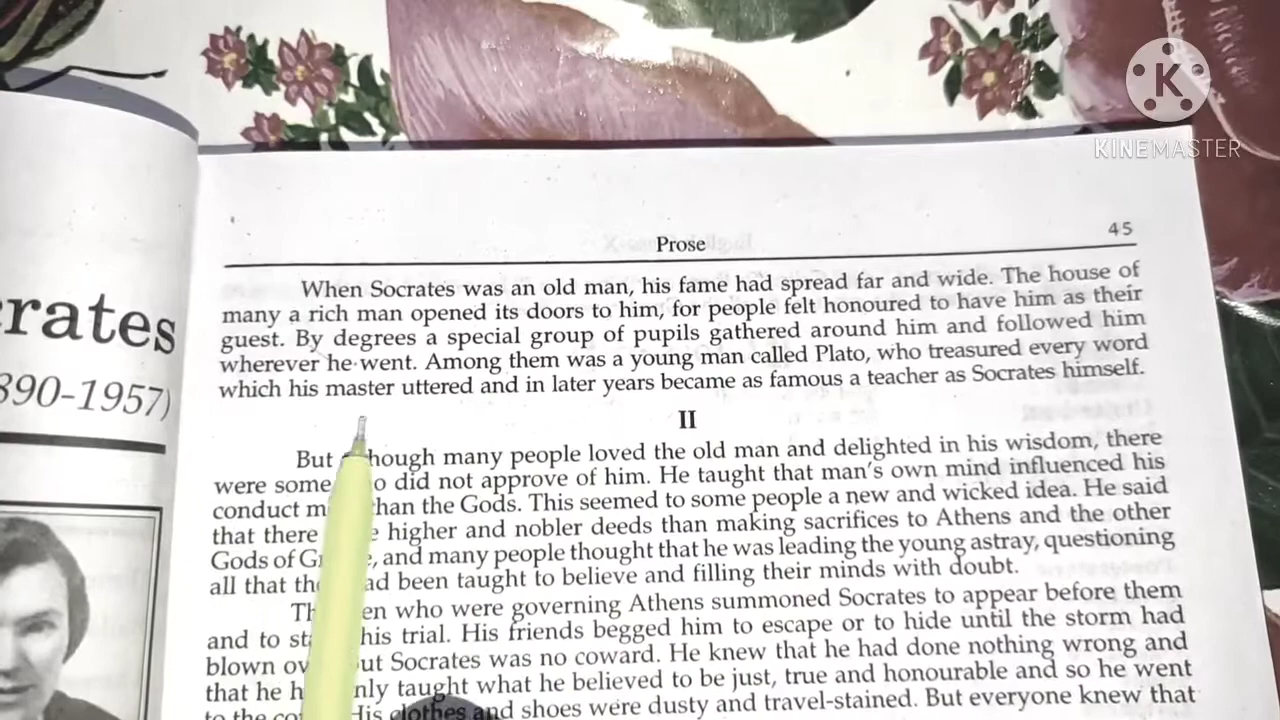 K
KINEMASTER
45
Prose
rates
890-1957)
When Socrates was an old man, his fame had spread far and wide. The house of
many a rich man opened its doors to him, for people felt honoured to have him as their
guest. By degrees a special group of pupils gathered around him and followed him
wherever he went. Among them was a young man called Plato, who treasured every word
which his master uttered and in later years became as famous a teacher as Socrates himself.
II
But hough many people loved the old man and delighted in his wisdom, there
were some o did not approve of him. He taught that man's own mind influenced his
conduct m han the Gods. This seemed to some people a new and wicked idea. He said
that there e higher and nobler deeds than making sacrifices to Athens and the other
Gods of G , and many people thought that he was leading the young astray, questioning
all that th ad been taught to believe and filling their minds with doubt.
Th en who were governing Athens summoned Socrates to appear before them
and to st his trial. His friends begged him to escape or to hide until the storm had
blown ov ut Socrates was no coward. He knew that he had done nothing wrong and
that he h nly taught what he believed to be just, true and honourable and so he went
to the co His clothes and shoes were dusty and travel-stained. But everyone knew that